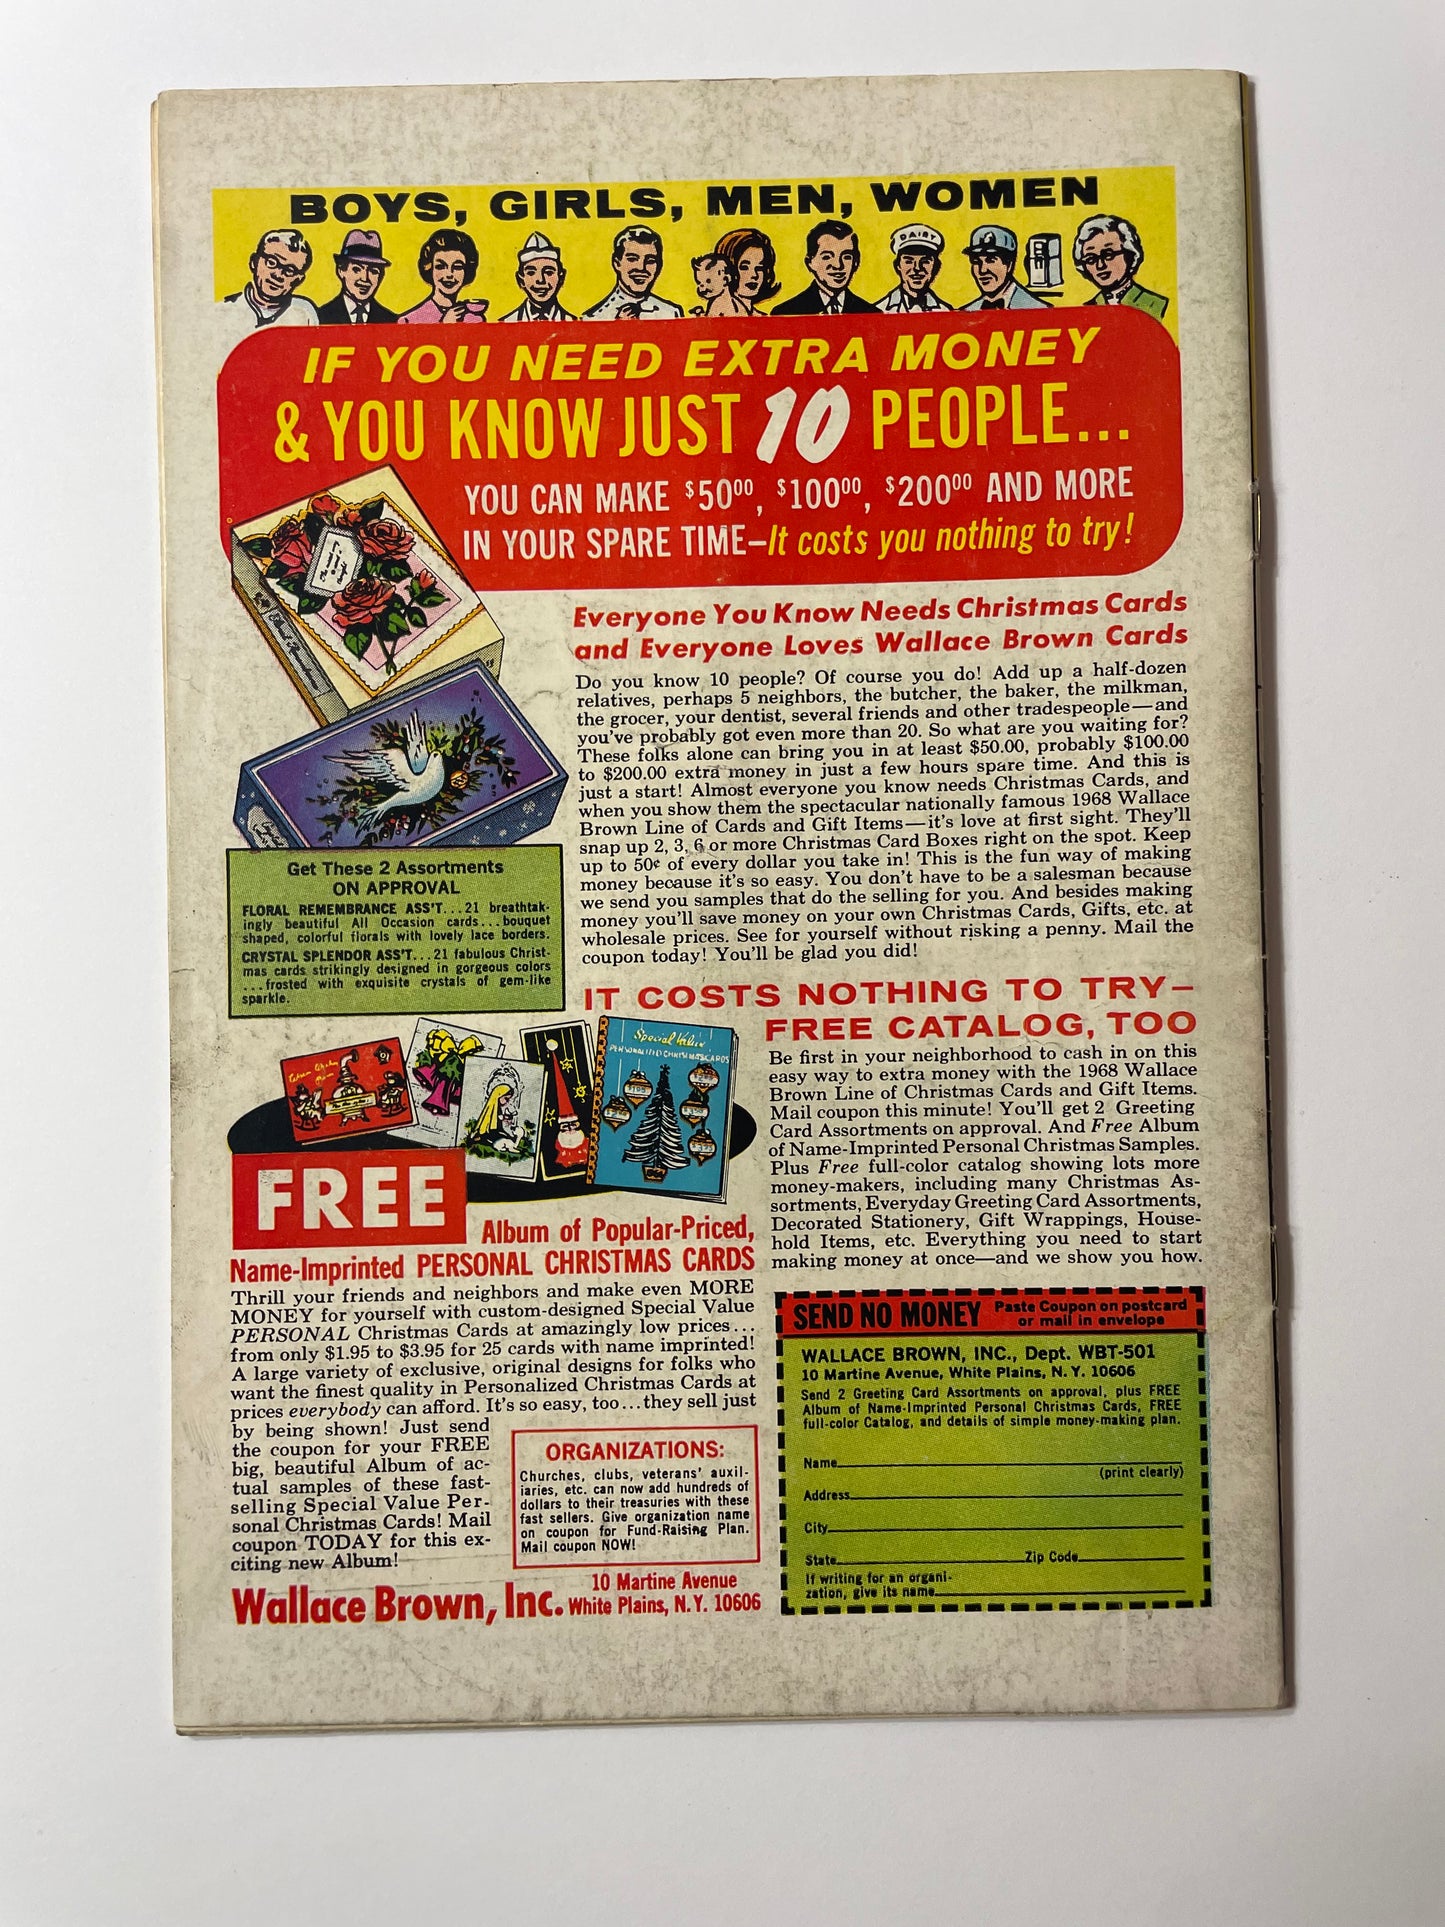 BOYS, GIRLS, MEN, WOMEN
DAIRY
IF YOU NEED EXTRA MONEY
& YOU KNOW JUST 10 PEOPLE...
YOU CAN MAKE $50⁰⁰, $100⁰⁰, $200⁰⁰ AND MORE
IN YOUR SPARE TIME—It costs you nothing to try!
Everyone You Know Needs Christmas Cards
and Everyone Loves Wallace Brown Cards
Do you know 10 people? Of course you do! Add up a half-dozen
relatives, perhaps 5 neighbors, the butcher, the baker, the milkman,
the grocer, your dentist, several friends and other tradespeople—and
you've probably got even more than 20. So what are you waiting for?
These folks alone can bring you in at least $50.00, probably $100.00
to $200.00 extra money in just a few hours spare time. And this is
just a start! Almost everyone you know needs Christmas Cards, and
when you show them the spectacular nationally famous 1968 Wallace
Brown Line of Cards and Gift Items—it's love at first sight. They'll
snap up 2, 3, 6 or more Christmas Card Boxes right on the spot. Keep
up to 50¢ of every dollar you take in! This is the fun way of making
money because it's so easy. You don't have to be a salesman because
we send you samples that do the selling for you. And besides making
money you'll save money on your own Christmas Cards, Gifts, etc. at
wholesale prices. See for yourself without risking a penny. Mail the
coupon today! You'll be glad you did!
Get These 2 Assortments
ON APPROVAL
FLORAL REMEMBRANCE ASS'T...21 breathtak-
ingly beautiful All Occasion cards...bouquet
shaped, colorful florals with lovely lace borders.
CRYSTAL SPLENDOR ASS'T...21 fabulous Christ-
mas cards strikingly designed in gorgeous colors
...frosted with exquisite crystals of gem-like
sparkle.
IT COSTS NOTHING TO TRY—
FREE CATALOG, TOO
Be first in your neighborhood to cash in on this
easy way to extra money with the 1968 Wallace
Brown Line of Christmas Cards and Gift Items.
Mail coupon this minute! You'll get 2 Greeting
Card Assortments on approval. And Free Album
of Name-Imprinted Personal Christmas Samples.
Plus Free full-color catalog showing lots more
money-makers, including many Christmas As-
sortments, Everyday Greeting Card Assortments,
Decorated Stationery, Gift Wrappings, House-
hold Items, etc. Everything you need to start
making money at once—and we show you how.
Special Value
PERSONALIZED CHRISTMAS CARDS
FREE
Album of Popular-Priced,
Name-Imprinted PERSONAL CHRISTMAS CARDS
Thrill your friends and neighbors and make even MORE
MONEY for yourself with custom-designed Special Value
PERSONAL Christmas Cards at amazingly low prices...
from only $1.95 to $3.95 for 25 cards with name imprinted!
A large variety of exclusive, original designs for folks who
want the finest quality in Personalized Christmas Cards at
prices everybody can afford. It's so easy, too...they sell just
by being shown! Just send
the coupon for your FREE
big, beautiful Album of ac-
tual samples of these fast-
selling Special Value Per-
sonal Christmas Cards! Mail
coupon TODAY for this ex-
citing new Album!
ORGANIZATIONS:
Churches, clubs, veterans' auxil-
iaries, etc. can now add hundreds of
dollars to their treasuries with these
fast sellers. Give organization name
on coupon for Fund-Raising Plan.
Mail coupon NOW!
Wallace Brown, Inc. 10 Martine Avenue
White Plains, N.Y. 10606
SEND NO MONEY Paste Coupon on postcard
or mail in envelope
WALLACE BROWN, INC., Dept. WBT-501
10 Martine Avenue, White Plains, N. Y. 10606
Send 2 Greeting Card Assortments on approval, plus FREE
Album of Name-Imprinted Personal Christmas Cards, FREE
full-color Catalog, and details of simple money-making plan.
Name
(print clearly)
Address
City
State Zip Code
If writing for an organi-
zation, give its name